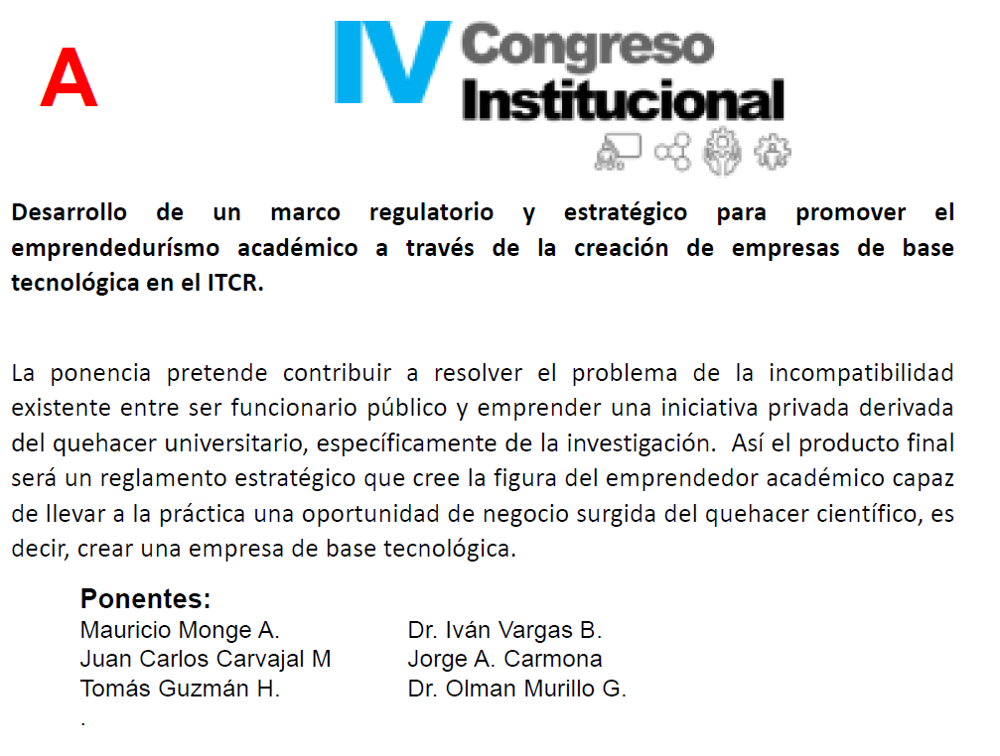 A
IV Congreso
Institucional
Desarrollo de un marco regulatorio y estratégico para promover el
emprendedurísmo académico a través de la creación de empresas de base
tecnológica en el ITCR.
La ponencia pretende contribuir a resolver el problema de la incompatibilidad
existente entre ser funcionario público y emprender una iniciativa privada derivada
del quehacer universitario, específicamente de la investigación. Así el producto final
será un reglamento estratégico que cree la figura del emprendedor académico capaz
de llevar a la práctica una oportunidad de negocio surgida del quehacer científico, es
decir, crear una empresa de base tecnológica.
Ponentes:
Mauricio Monge A. Dr. Iván Vargas B.
Juan Carlos Carvajal M Jorge A. Carmona
Tomás Guzmán H. Dr. Olman Murillo G.
.